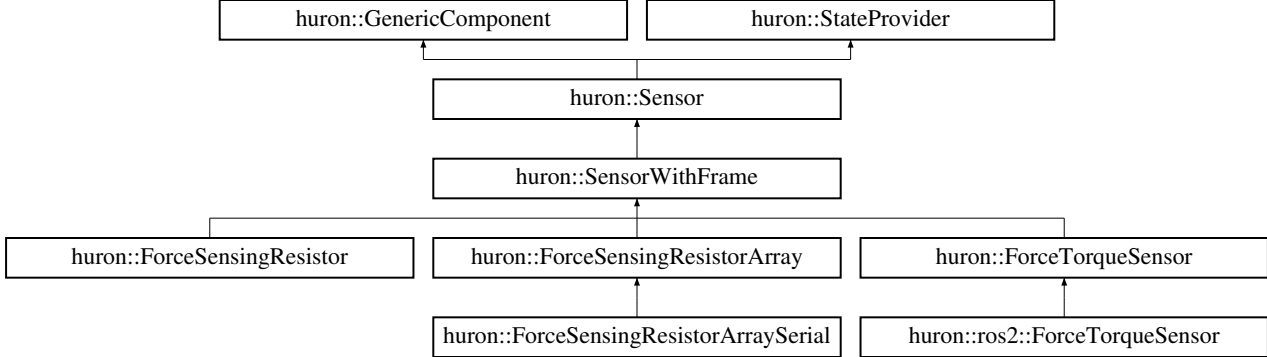 huron::GenericComponent
huron::StateProvider
huron::Sensor
huron::SensorWithFrame
huron::ForceSensingResistor
huron::ForceSensingResistorArray
huron::ForceTorqueSensor
huron::ForceSensingResistorArraySerial
huron::ros2::ForceTorqueSensor